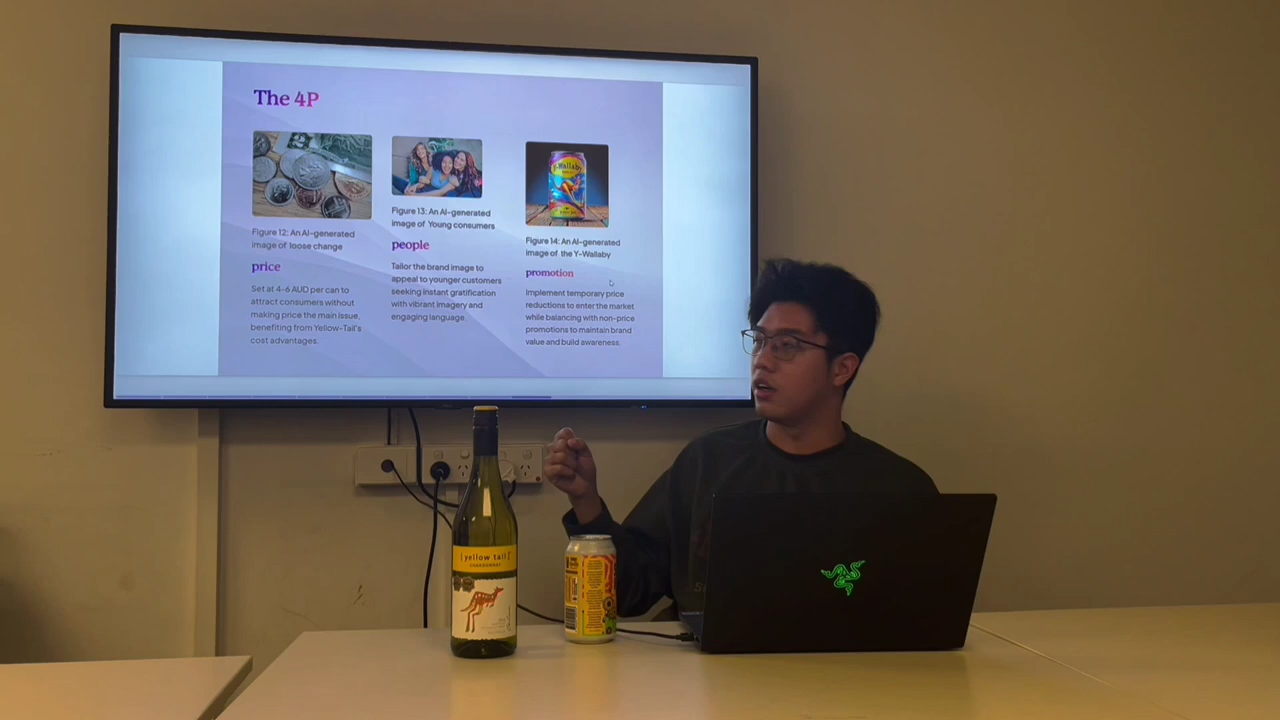 The 4P
Figure 12: An AI-generated
image of loose change
price
Set at 4-6 AUD per can to
attract consumers without
making price the main issue,
benefiting from Yellow-Tail's
cost advantages.
Figure 13: An AI-generated
image of Young consumers
people
Tailor the brand image to
appeal to younger customers
seeking instant gratification
with vibrant imagery and
engaging language.
Y-Wallaby
Figure 14: An AI-generated
image of the Y-Wallaby
promotion
Implement temporary price
reductions to enter the market
while balancing with non-price
promotions to maintain brand
value and build awareness.
[yellow tail]
CHARDONNAY